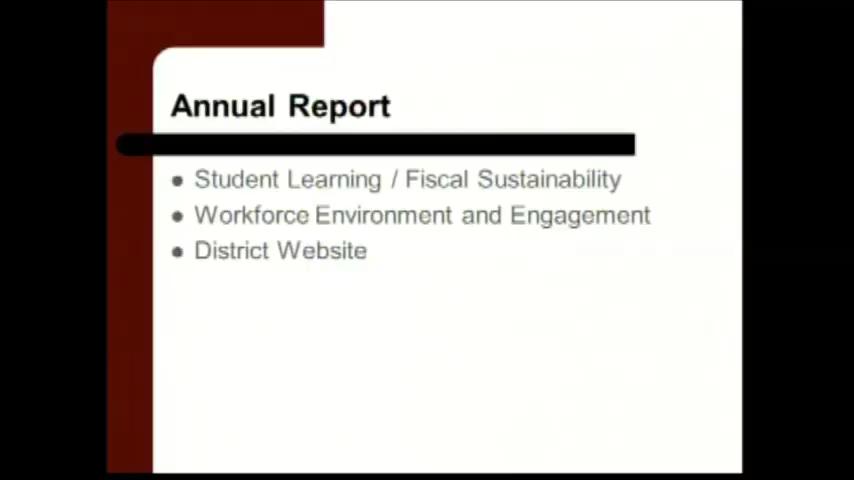 Annual Report
Student Learning / Fiscal Sustainability
Workforce Environment and Engagement
District Website